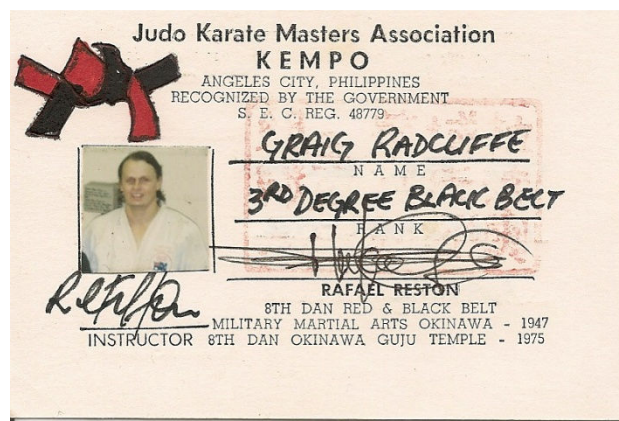 Judo Karate Masters Association
KEMPO
ANGELES CITY, PHILIPPINES
RECOGNIZED BY THE GOVERNMENT
S. E. C. REG. 48779
GRAIG RADCLIFFE
NAME
3RD DEGREE BLACK BELT
RANK
RAFAEL RESTON
8TH DAN RED & BLACK BELT
MILITARY MARTIAL ARTS OKINAWA - 1947
INSTRUCTOR 8TH DAN OKINAWA GUJU TEMPLE - 1975